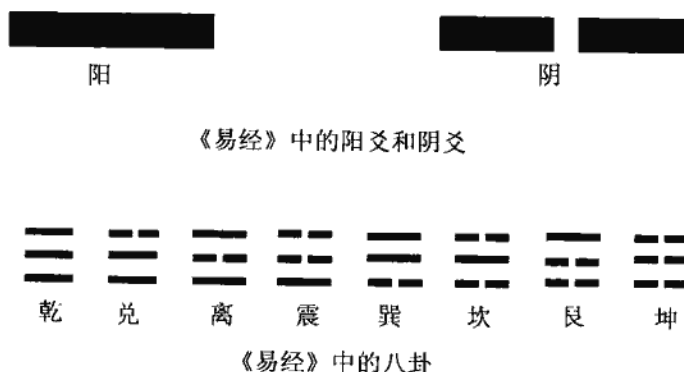 阳 阴
《易经》中的阳爻和阴爻
乾 兑 离 震 巽 坎 艮 坤
《易经》中的八卦